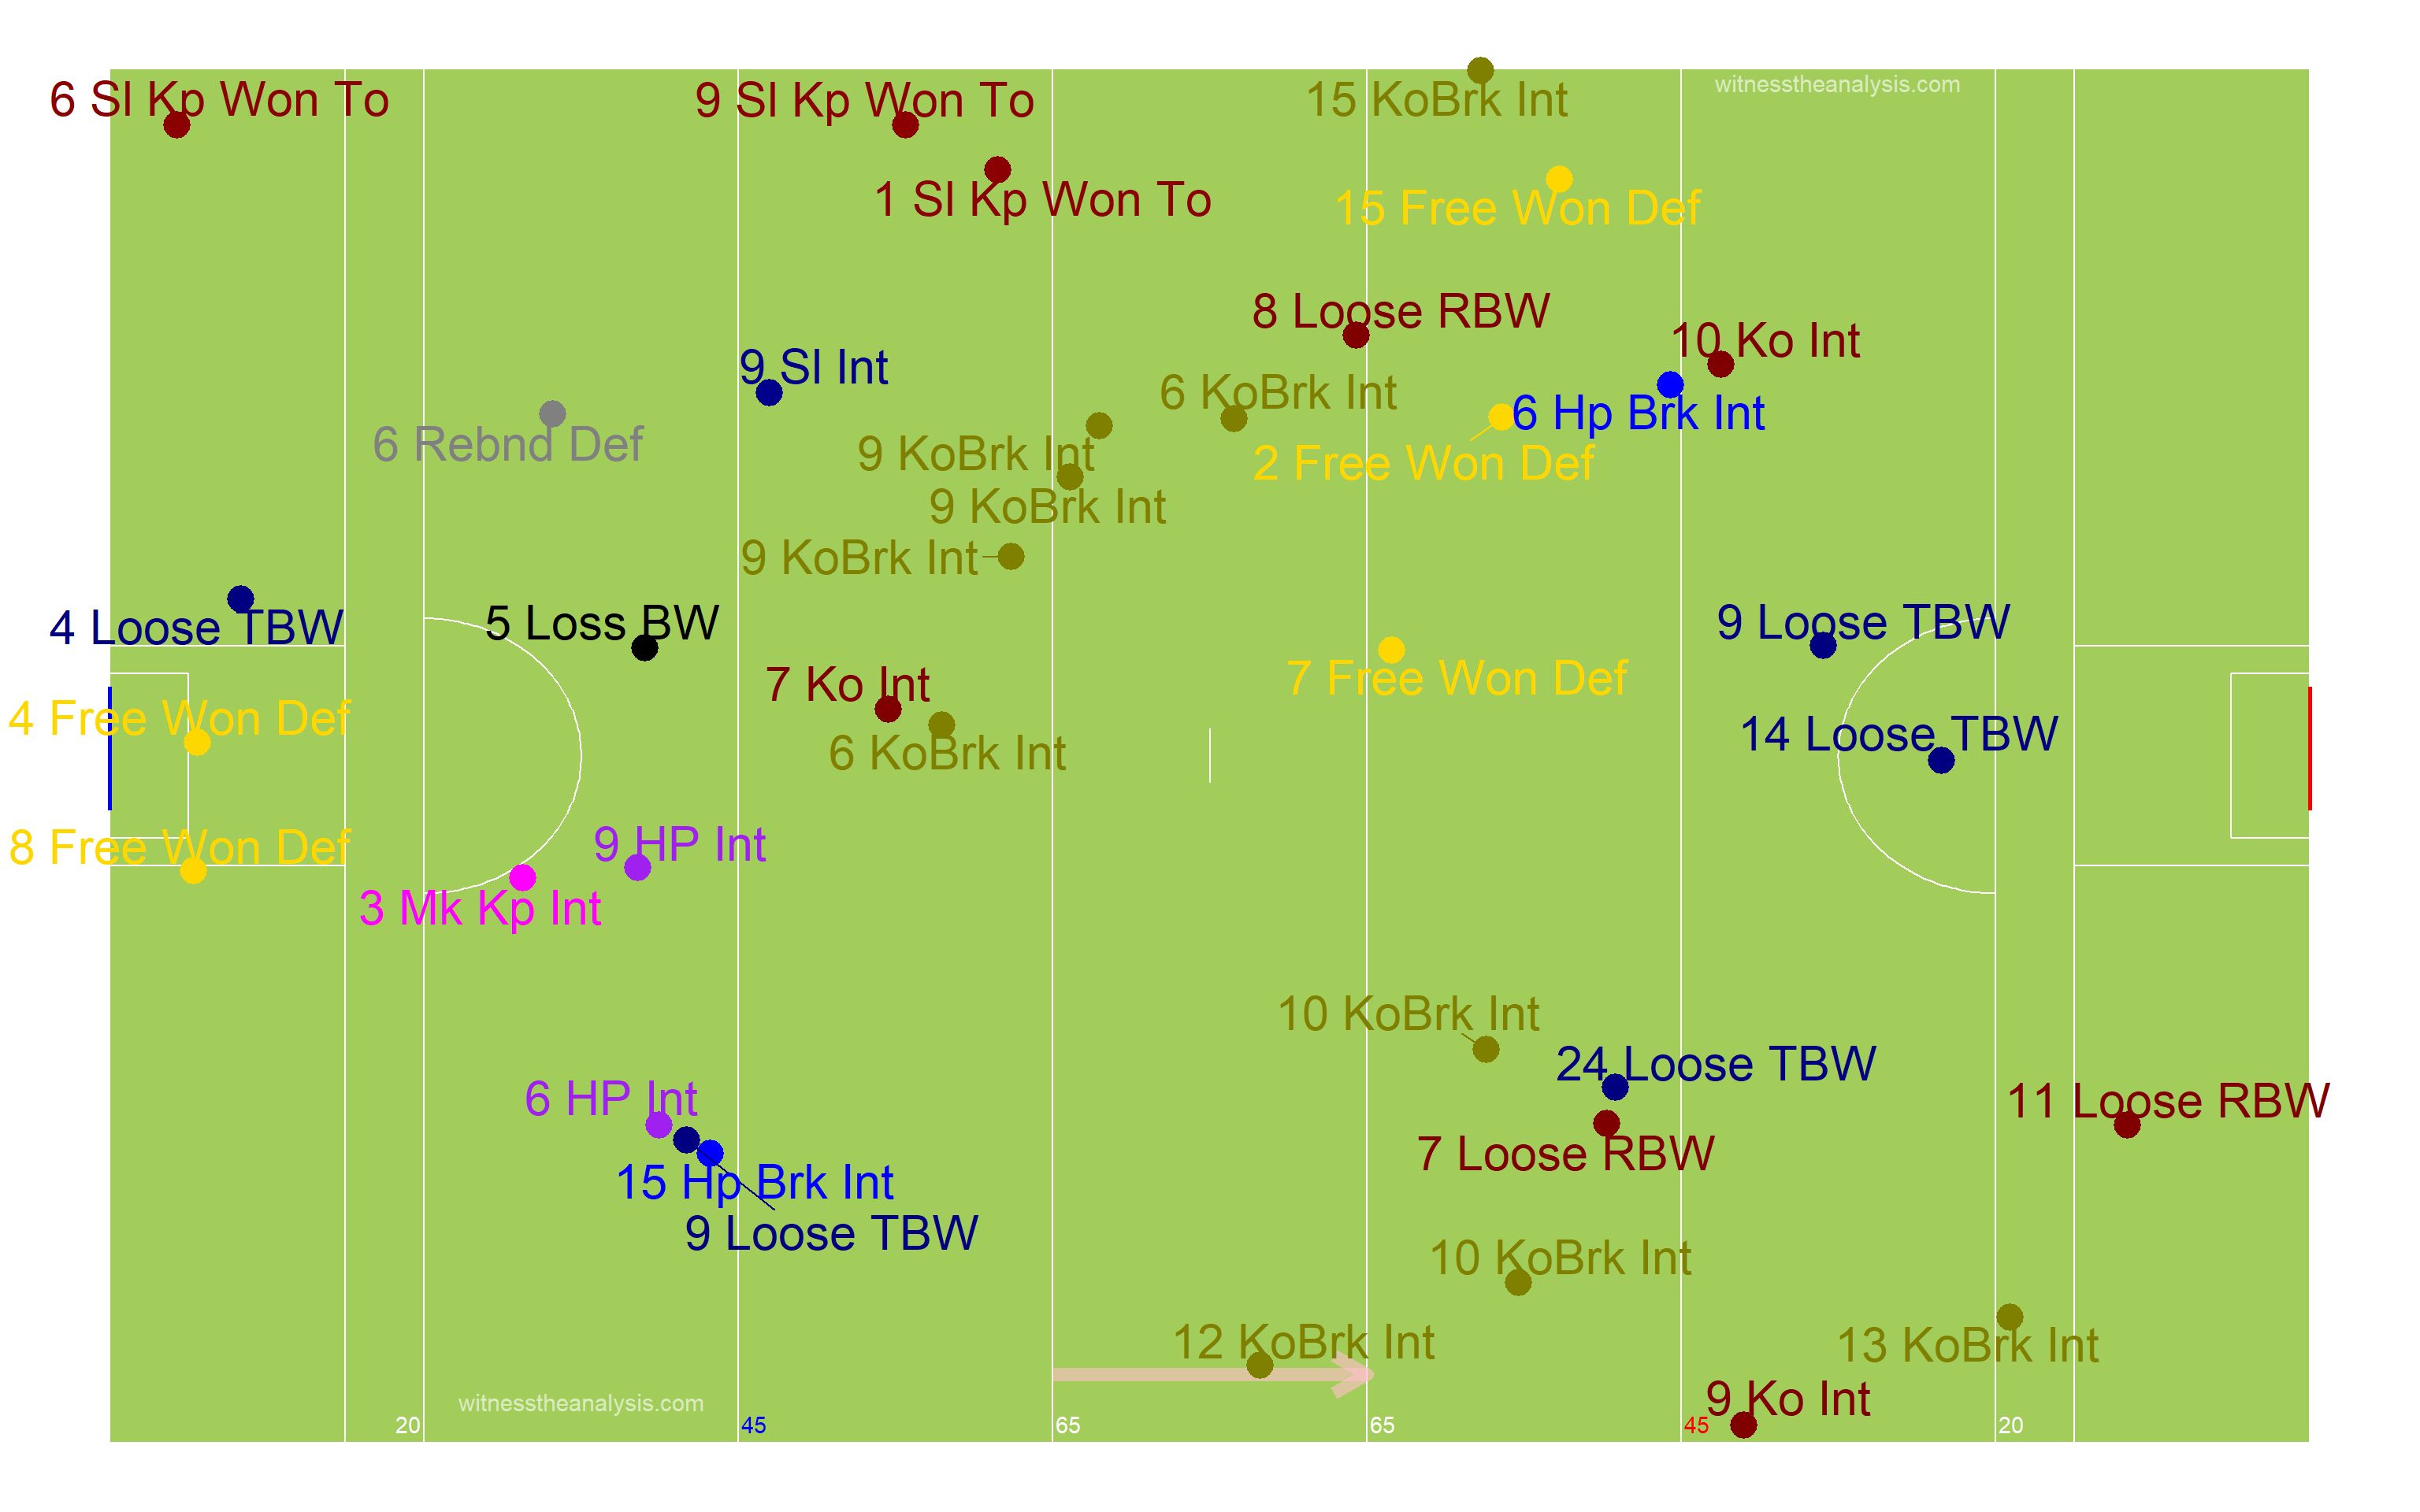 witnesstheanalysis.com
6 Sl Kp Won To
9 Sl Kp Won To
15 KoBrk Int
1 Sl Kp Won To
15 Free Won Def
8 Loose RBW
10 Ko Int
9 Sl Int
6 KoBrk Int
6 Hp Brk Int
6 Rebnd Def
9 KoBrk Int
2 Free Won Def
9 KoBrk Int
9 KoBrk Int
4 Loose TBW
5 Loss BW
9 Loose TBW
7 Ko Int
7 Free Won Def
4 Free Won Def
14 Loose TBW
6 KoBrk Int
8 Free Won Def
9 HP Int
3 Mk Kp Int
10 KoBrk Int
24 Loose TBW
6 HP Int
11 Loose RBW
7 Loose RBW
15 Hp Brk Int
9 Loose TBW
10 KoBrk Int
12 KoBrk Int
13 KoBrk Int
9 Ko Int
witnesstheanalysis.com
20
45
65
65
45
20